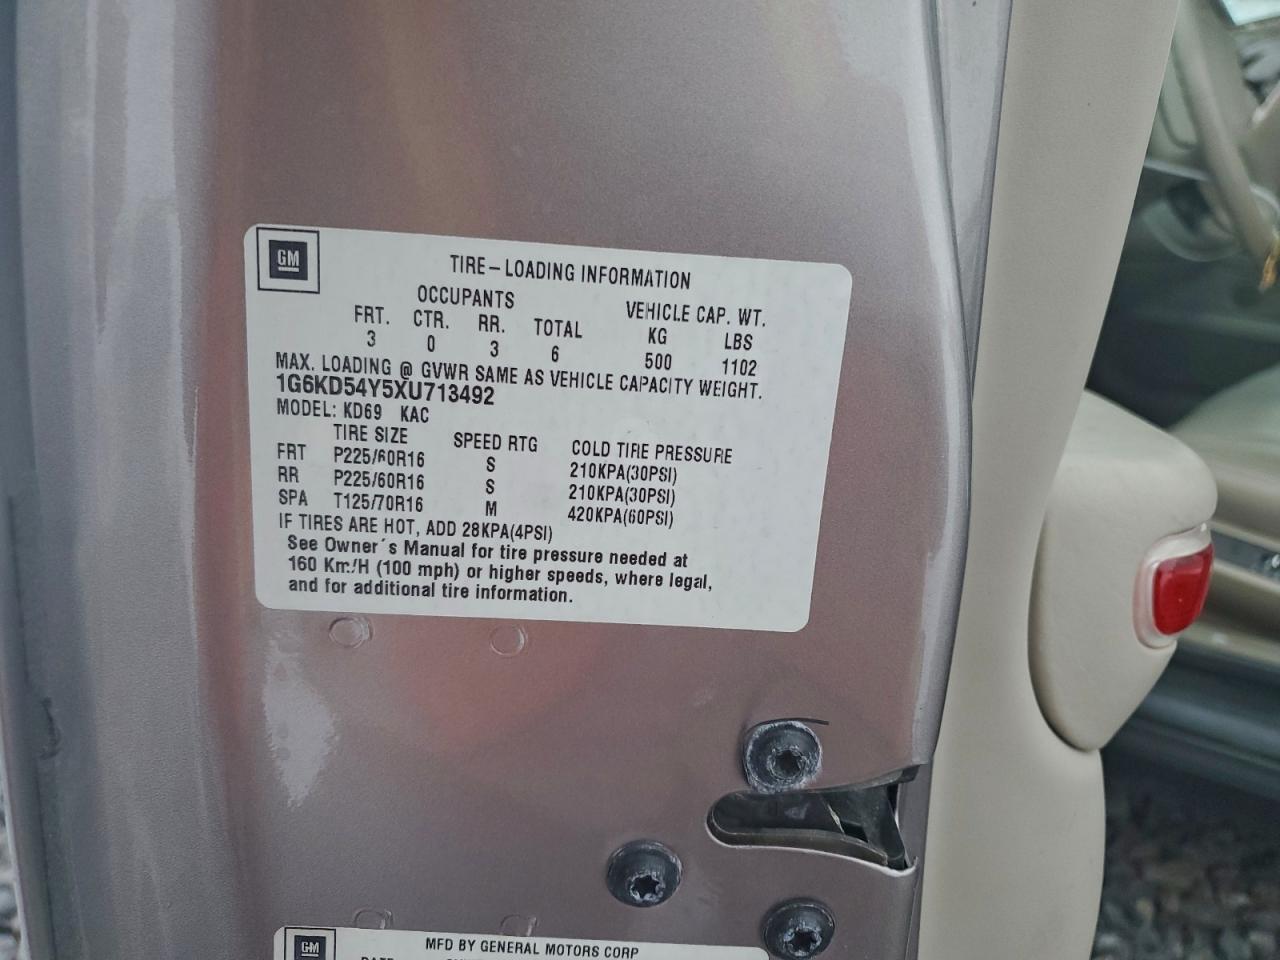 GM
TIRE-LOADING INFORMATION
OCCUPANTS VEHICLE CAP. WT.
FRT. CTR. RR. TOTAL KG LBS
3 0 3 6 500 1102
MAX. LOADING @ GVWR SAME AS VEHICLE CAPACITY WEIGHT.
1G6KD54Y5XU713492
MODEL: KD69 KAC
TIRE SIZE SPEED RTG COLD TIRE PRESSURE
FRT P225/60R16 S 210KPA(30PSI)
RR P225/60R16 S 210KPA(30PSI)
SPA T125/70R16 M 420KPA(60PSI)
IF TIRES ARE HOT, ADD 28KPA(4PSI)
See Owner´s Manual for tire pressure needed at
160 Km/H (100 mph) or higher speeds, where legal,
and for additional tire information.
GM
MFD BY GENERAL MOTORS CORP